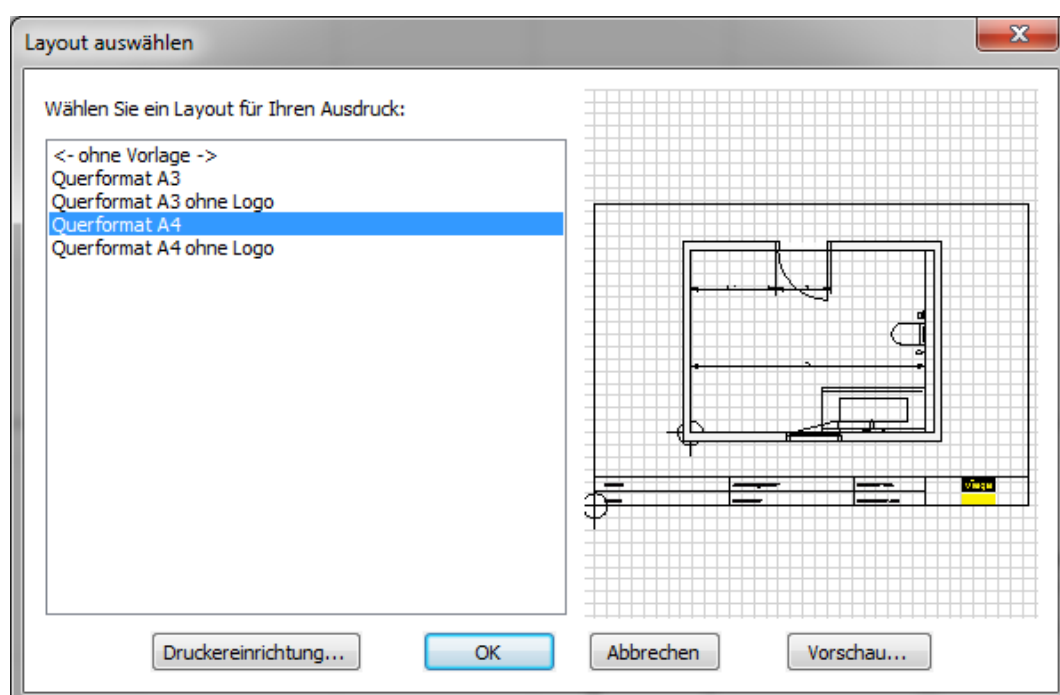 Layout auswählen
Wählen Sie ein Layout für Ihren Ausdruck:
<- ohne Vorlage ->
Querformat A3
Querformat A3 ohne Logo
Querformat A4
Querformat A4 ohne Logo
Druckereinrichtung...
OK
Abbrechen
Vorschau...